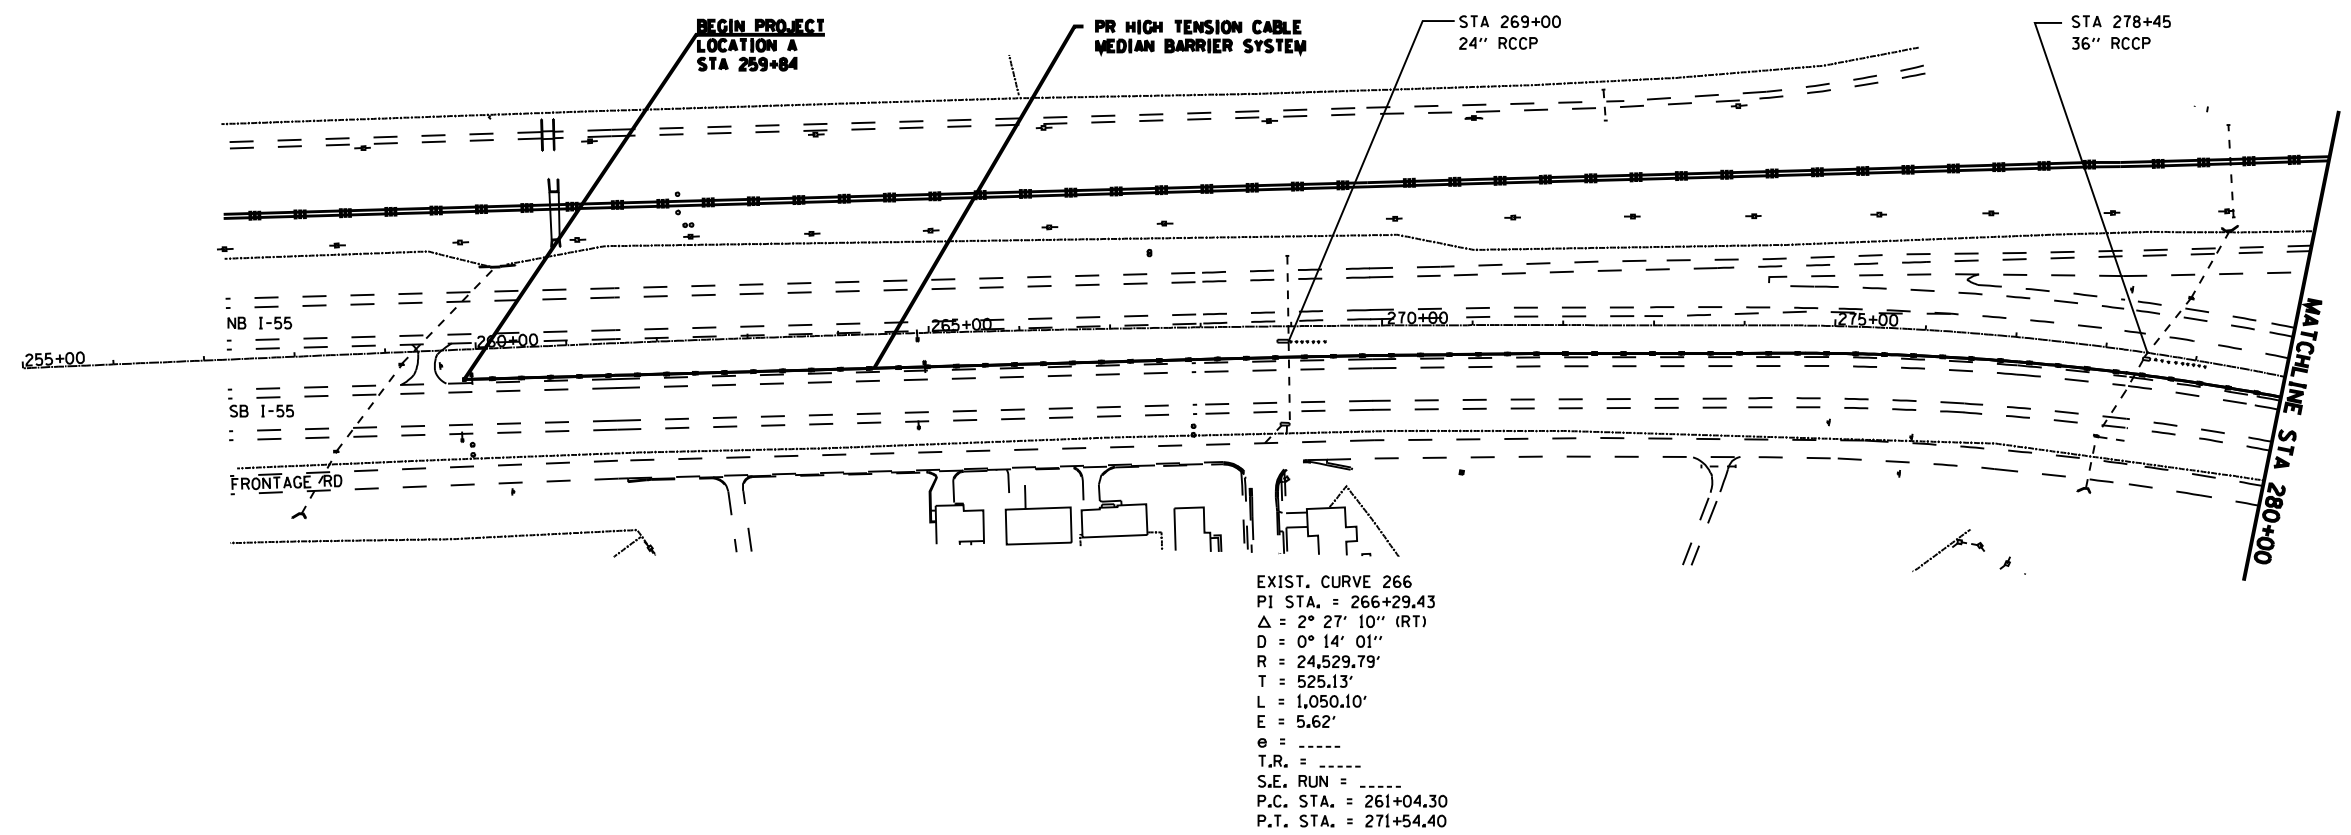 BEGIN PROJECT
LOCATION A
STA 259+84
PR HIGH TENSION CABLE
MEDIAN BARRIER SYSTEM
STA 269+00
24'' RCCP
STA 278+45
36'' RCCP
NB I-55
255+00
260+00
265+00
270+00
275+00
SB I-55
FRONTAGE RD
MATCHLINE STA 280+00
EXIST. CURVE 266
PI STA. = 266+29.43
Δ = 2° 27' 10'' (RT)
D = 0° 14' 01''
R = 24,529.79'
T = 525.13'
L = 1,050.10'
E = 5.62'
e = -----
T.R. = -----
S.E. RUN = -----
P.C. STA. = 261+04.30
P.T. STA. = 271+54.40